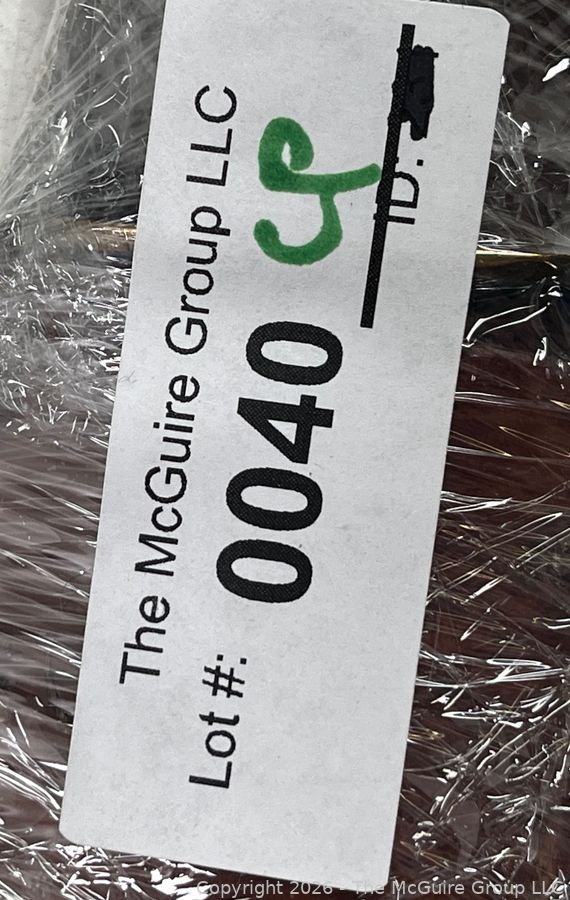 The McGuire Group LLC
Lot #: 0040
ID:
Copyright 2026 - The McGuire Group LLC